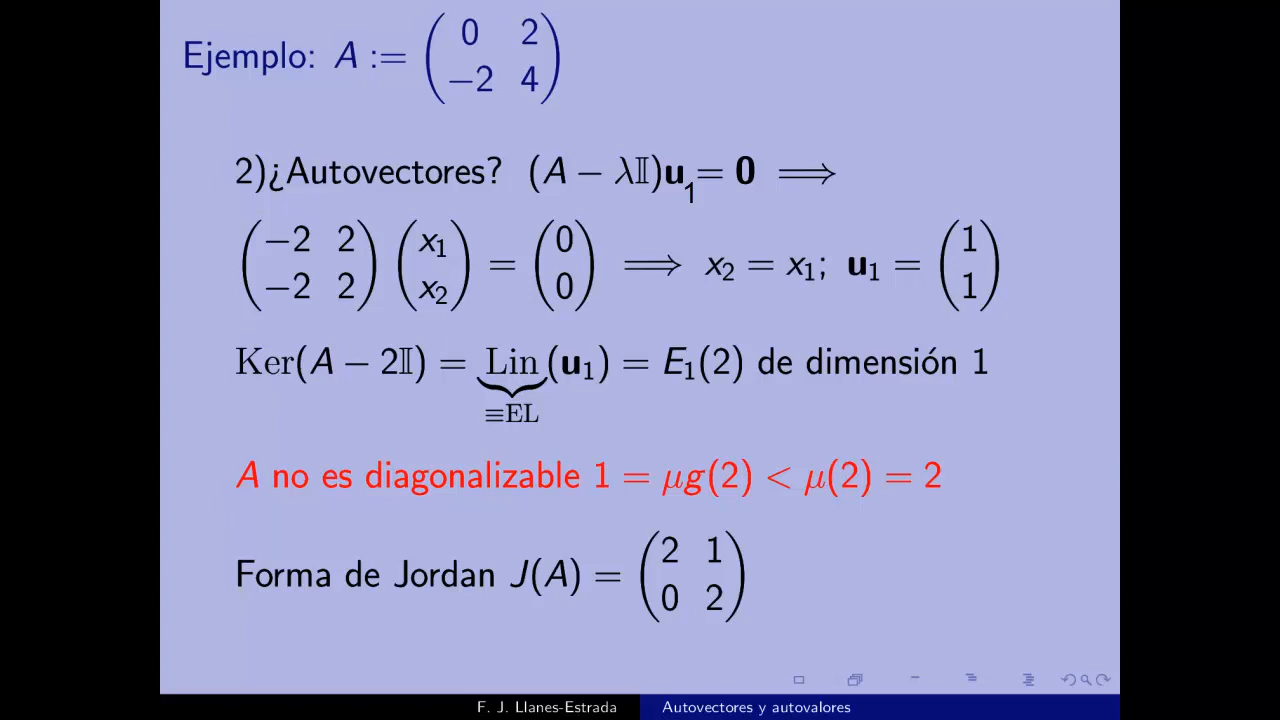 Ejemplo: A := ( 0 2
−2 4 )
2)¿Autovectores? (A − λ𝕀)u₁= 0 ⟹
( −2 2
−2 2 ) ( x₁
x₂ ) = ( 0
0 ) ⟹ x₂ = x₁; u₁ = ( 1
1 )
Ker(A − 2𝕀) = Lin(u₁) = E₁(2) de dimensión 1
≡EL
A no es diagonalizable 1 = μg(2) < μ(2) = 2
Forma de Jordan J(A) = ( 2 1
0 2 )
F. J. Llanes-Estrada Autovectores y autovalores